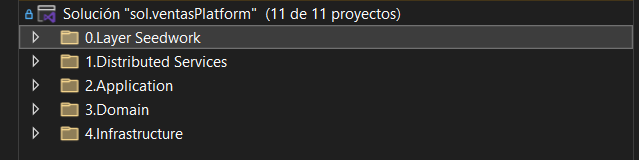 Solución "sol.ventasPlatform" (11 de 11 proyectos)
0.Layer Seedwork
1.Distributed Services
2.Application
3.Domain
4.Infrastructure